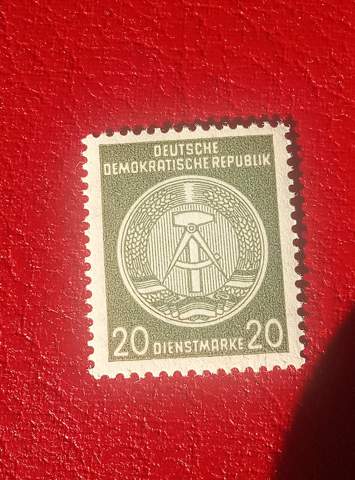 DEUTSCHE
DEMOKRATISCHE REPUBLIK
20 DIENSTMARKE 20